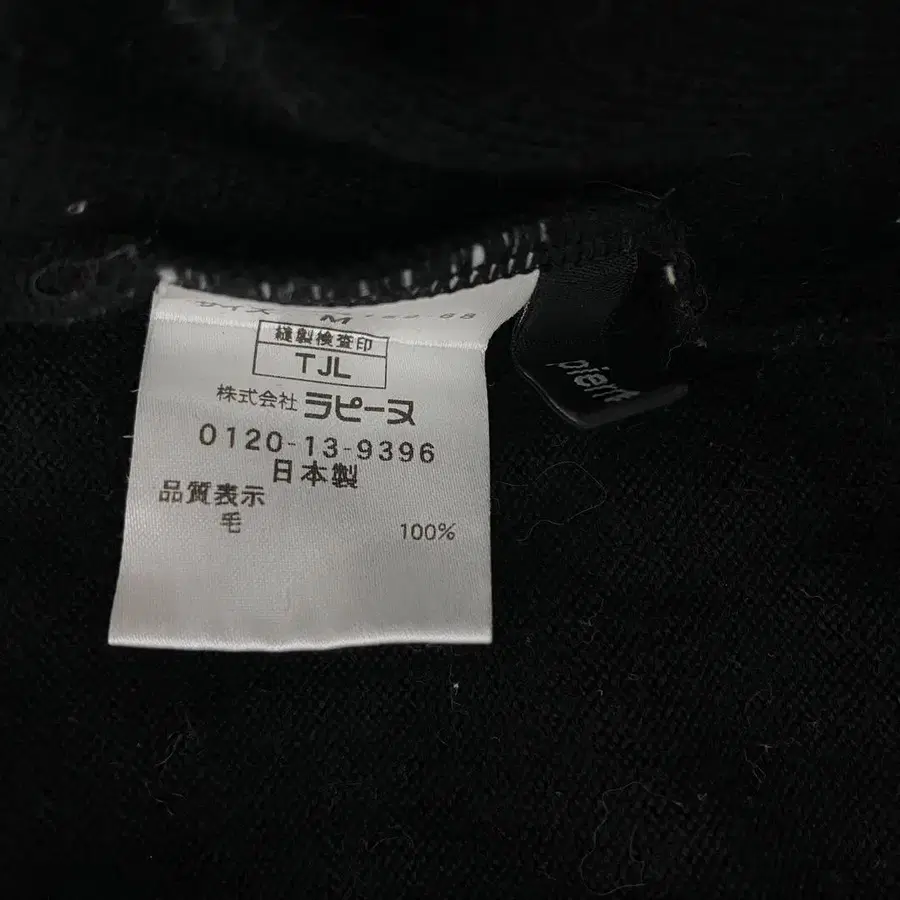 サイズ M
縫製検査印
TJL
株式会社 ラピーヌ
0120-13-9396
日本製
品質表示
毛 100%